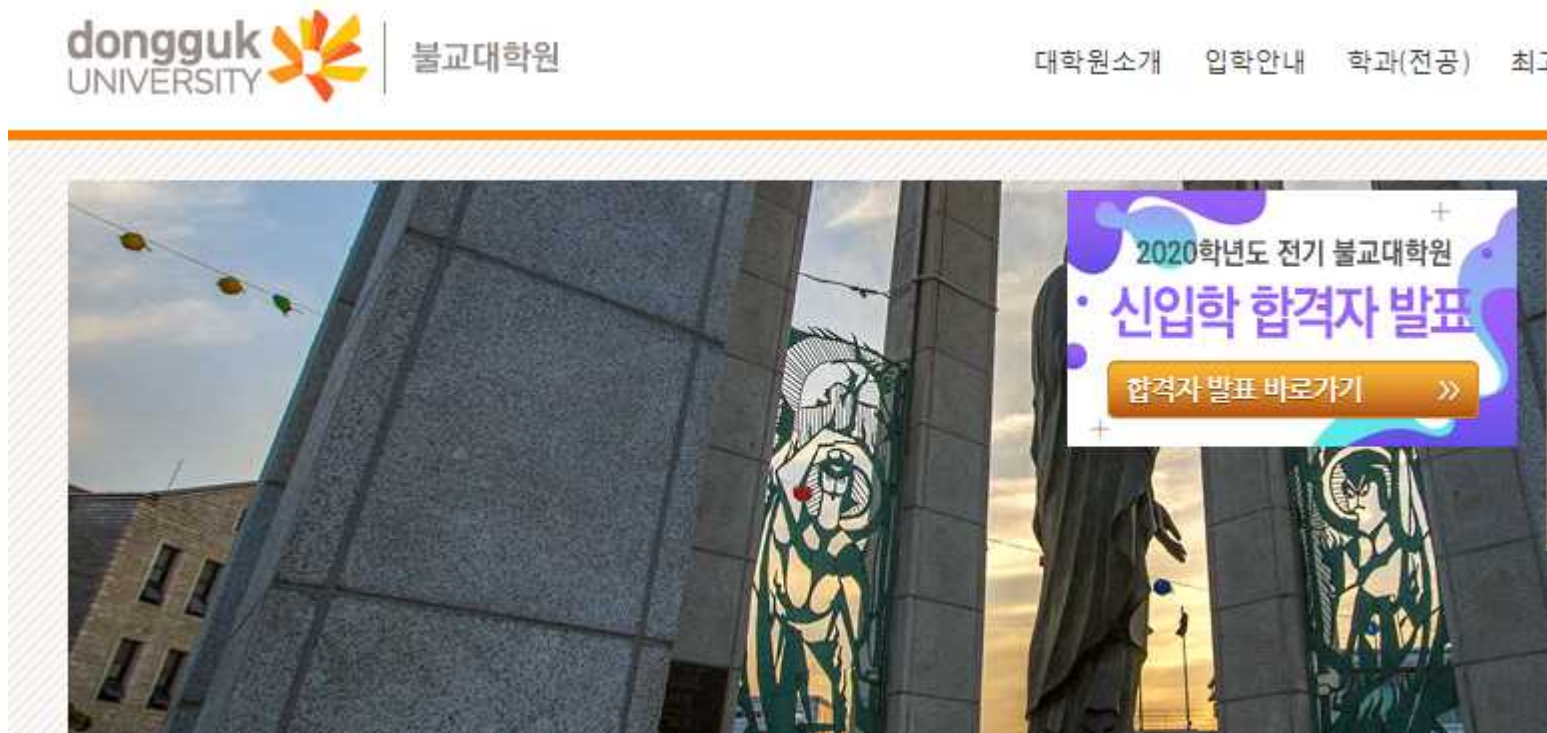 dongguk
UNIVERSITY
불교대학원
대학원소개 입학안내 학과(전공)
2020학년도 전기 불교대학원
신입학 합격자 발표
합격자 발표 바로가기 »